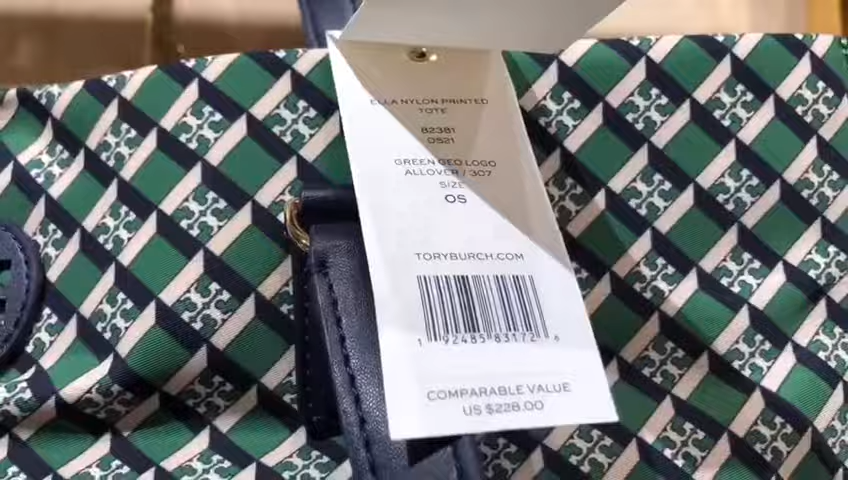 ELLA NYLON PRINTED
TOTE
82381
0S21
GREEN GEO LOGO
ALLOVER / 307
SIZE
OS
TORYBURCH.COM
1 92485 83172 6
COMPARABLE VALUE
US $228.00